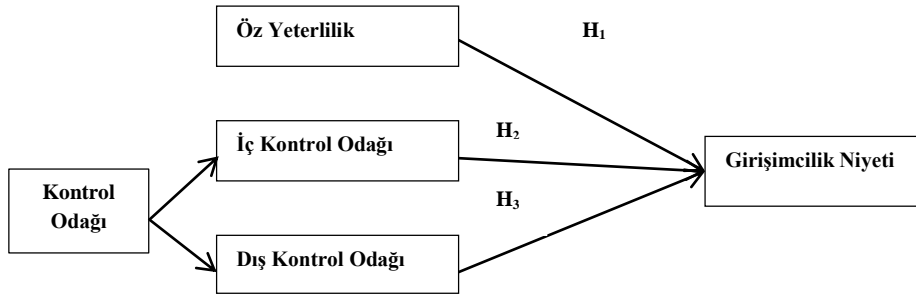 Öz Yeterlilik
H₁
İç Kontrol Odağı
H₂
Girişimcilik Niyeti
Kontrol
Odağı
H₃
Dış Kontrol Odağı